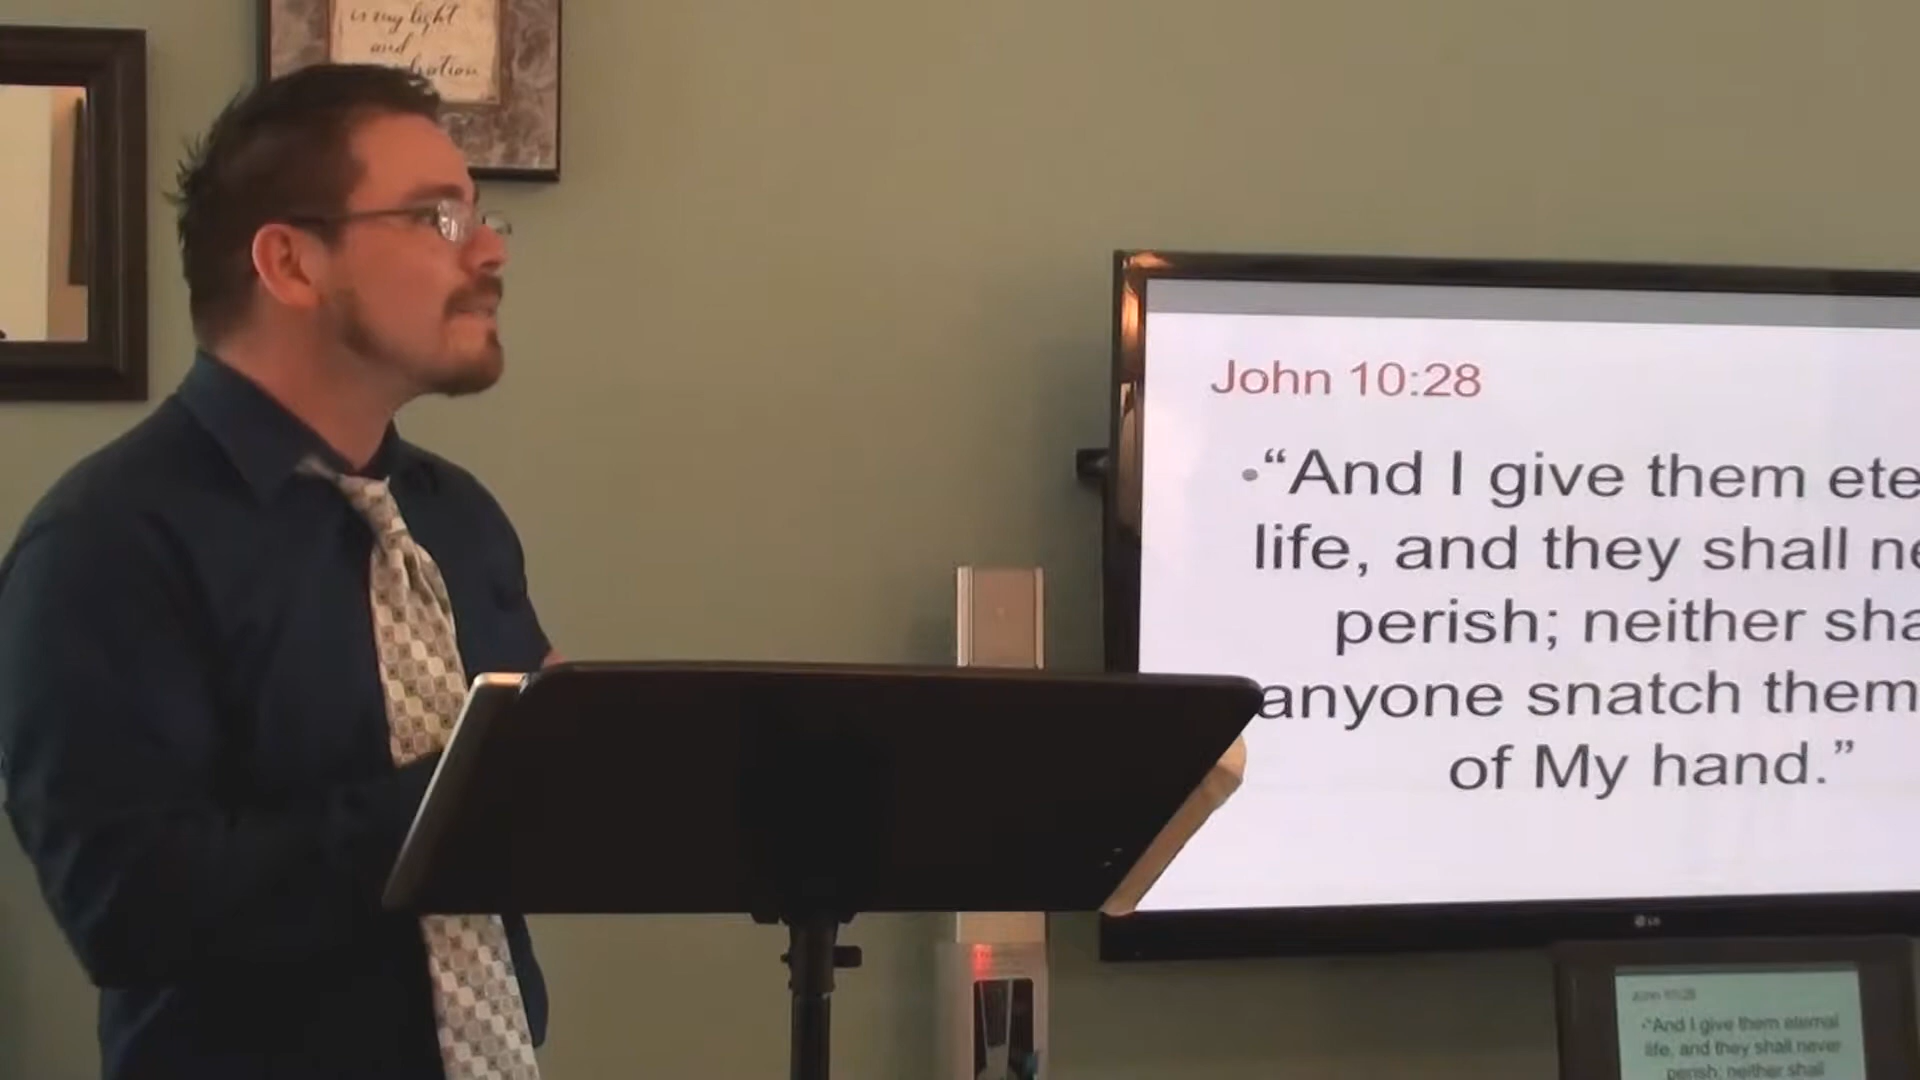 is my light
and
John 10:28
•“And I give them ete
life, and they shall ne
perish; neither sha
anyone snatch them
of My hand.”
LG
John 10:28
•“And I give them eternal
life, and they shall never
perish; neither shall